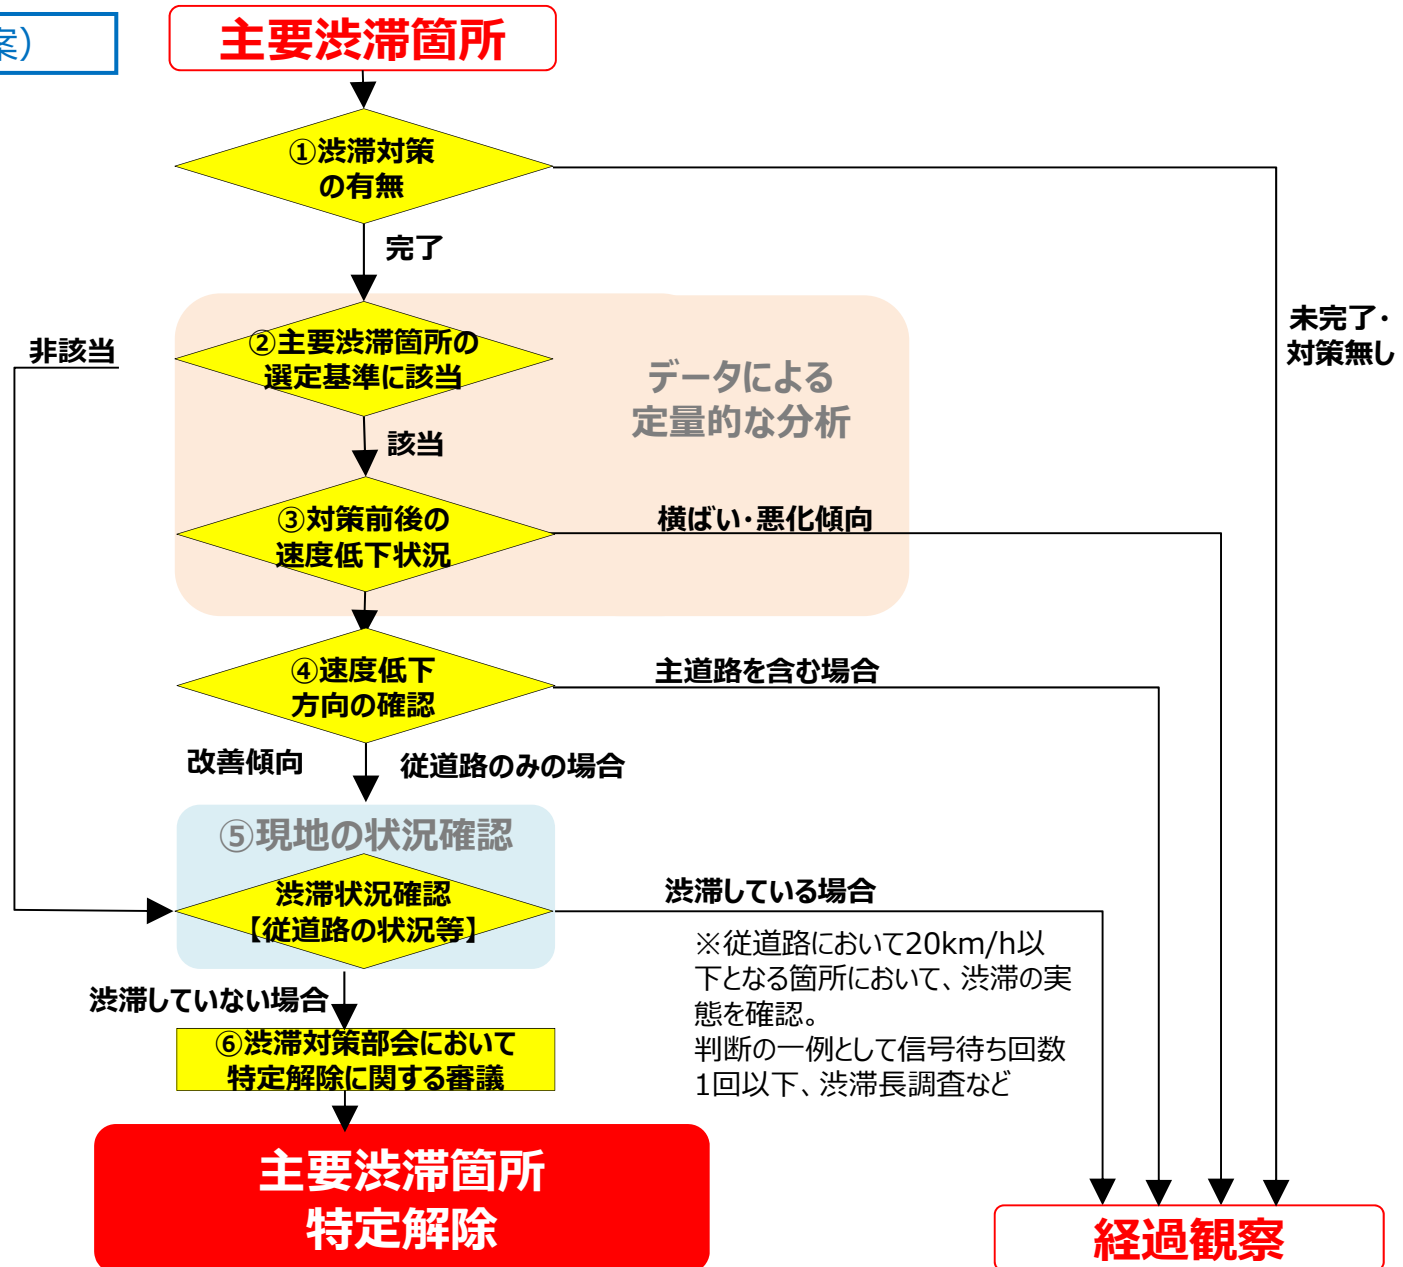 案）
主要渋滞箇所
①渋滞対策
の有無
完了
未完了・
対策無し
非該当
②主要渋滞箇所の
選定基準に該当
データによる
定量的な分析
該当
③対策前後の
速度低下状況
横ばい・悪化傾向
④速度低下
方向の確認
主道路を含む場合
改善傾向
従道路のみの場合
⑤現地の状況確認
渋滞状況確認
【従道路の状況等】
渋滞している場合
※従道路において20km/h以
下となる箇所において、渋滞の実
態を確認。
判断の一例として信号待ち回数
1回以下、渋滞長調査など
渋滞していない場合
⑥渋滞対策部会において
特定解除に関する審議
主要渋滞箇所
特定解除
経過観察